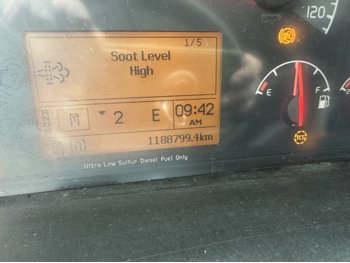 120
1/5
Soot Level
High
M 2 E 09:42
AM
(A) 1188799.4km
E F
Ultra Low Sulfur Diesel Fuel Only